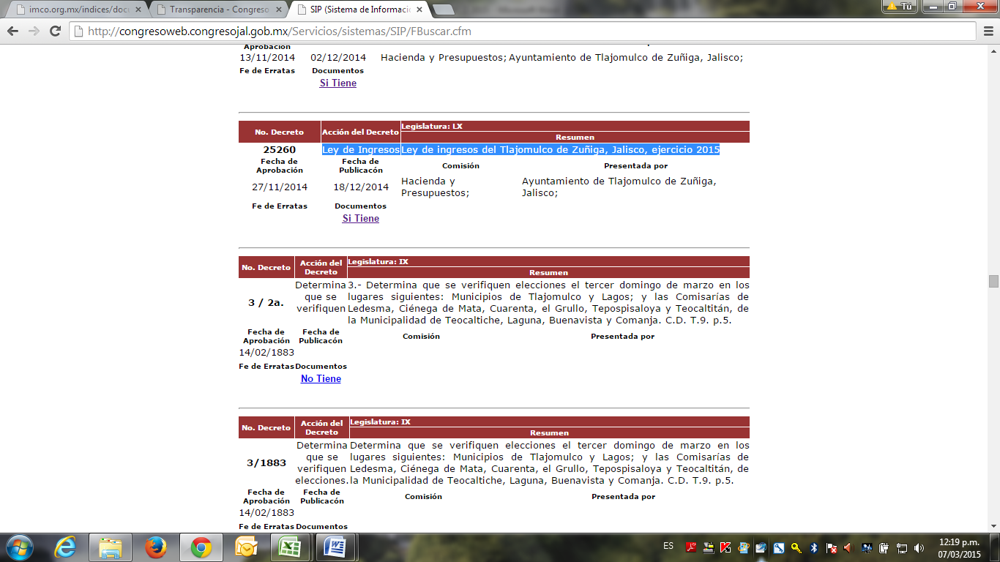 imco.org.mx/indices/docu
Transparencia - Congreso
SIP (Sistema de Informació
Tú
http://congresoweb.congresojal.gob.mx/Servicios/sistemas/SIP/FBuscar.cfm
Aprobación
13/11/2014 02/12/2014 Hacienda y Presupuestos; Ayuntamiento de Tlajomulco de Zuñiga, Jalisco;
Fe de Erratas Documentos
Si Tiene
No. Decreto Acción del Decreto Legislatura: LX
Resumen
25260 Ley de Ingresos Ley de ingresos del Tlajomulco de Zuñiga, Jalisco, ejercicio 2015
Fecha de Aprobación Fecha de Publicacón Comisión Presentada por
27/11/2014 18/12/2014 Hacienda y Presupuestos; Ayuntamiento de Tlajomulco de Zuñiga, Jalisco;
Fe de Erratas Documentos
Si Tiene
No. Decreto Acción del Decreto Legislatura: IX
Resumen
3 / 2a. Determina que se verifiquen
3.- Determina que se verifiquen elecciones el tercer domingo de marzo en los
lugares siguientes: Municipios de Tlajomulco y Lagos; y las Comisarías de
Ledesma, Ciénega de Mata, Cuarenta, el Grullo, Tepospisaloya y Teocaltitán, de
la Municipalidad de Teocaltiche, Laguna, Buenavista y Comanja. C.D. T.9. p.5.
Fecha de Aprobación Fecha de Publicacón Comisión Presentada por
14/02/1883
Fe de Erratas Documentos
No Tiene
No. Decreto Acción del Decreto Legislatura: IX
Resumen
3/1883 Determina que se verifiquen elecciones.
Determina que se verifiquen elecciones el tercer domingo de marzo en los
lugares siguientes: Municipios de Tlajomulco y Lagos; y las Comisarías de
Ledesma, Ciénega de Mata, Cuarenta, el Grullo, Tepospisaloya y Teocaltitán, de
la Municipalidad de Teocaltiche, Laguna, Buenavista y Comanja. C.D. T.9. p.5.
Fecha de Aprobación Fecha de Publicacón Comisión Presentada por
14/02/1883
Fe de Erratas Documentos
ES
12:19 p.m.
07/03/2015